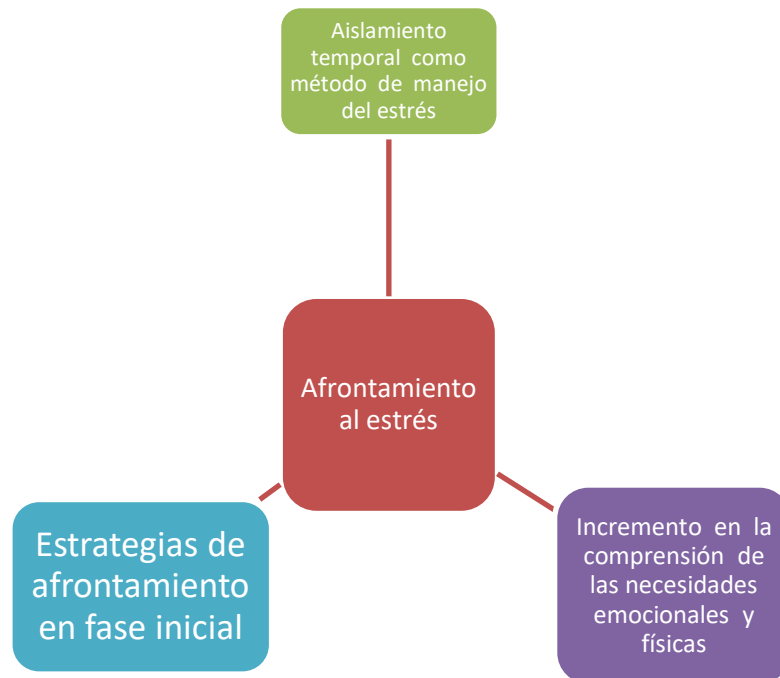 Aislamiento
temporal como
método de manejo
del estrés
Afrontamiento
al estrés
Estrategias de
afrontamiento
en fase inicial
Incremento en la
comprensión de
las necesidades
emocionales y
físicas